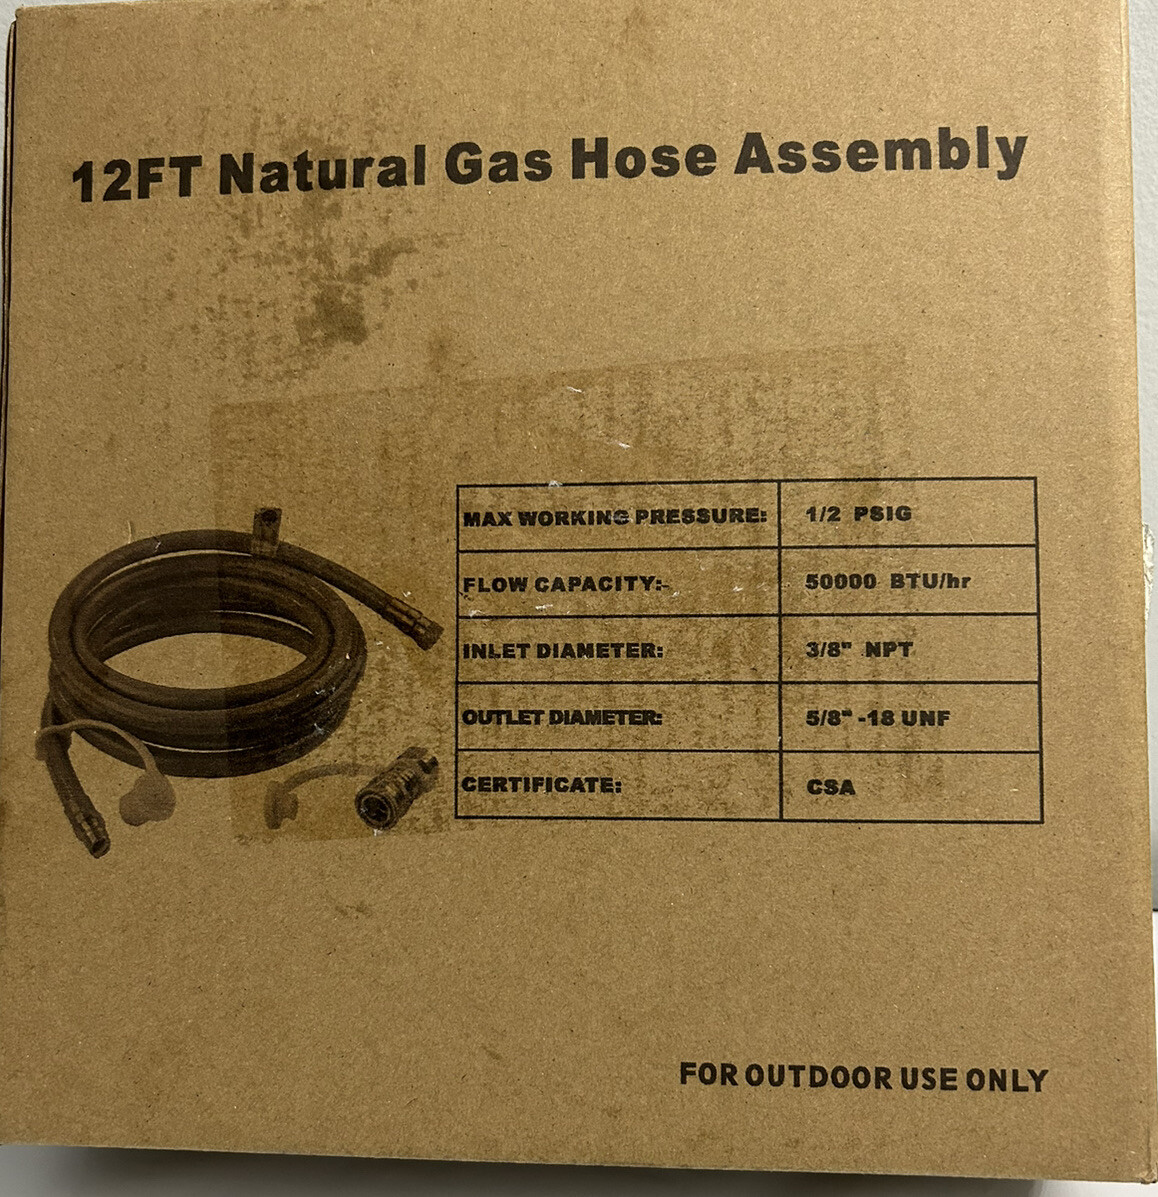 12FT Natural Gas Hose Assembly
MAX WORKING PRESSURE: 1/2 PSIG
FLOW CAPACITY: 50000 BTU/hr
INLET DIAMETER: 3/8" NPT
OUTLET DIAMETER: 5/8" -18 UNF
CERTIFICATE: CSA
FOR OUTDOOR USE ONLY